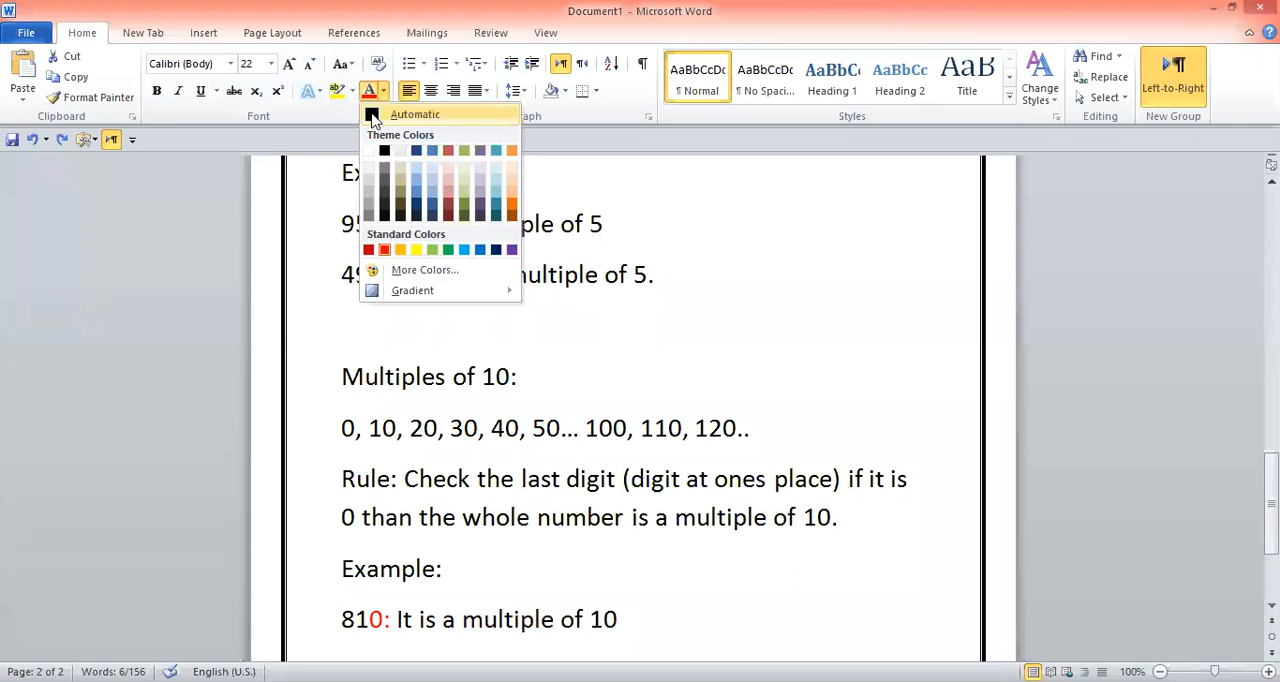 Document1 - Microsoft Word
File Home New Tab Insert Page Layout References Mailings Review View
Cut
Copy
Format Painter
Paste
Clipboard
Calibri (Body) 22
Font
AaBbCcDc AaBbCcDc AaBbCc AaBbCc AaB
¶ Normal ¶ No Spaci... Heading 1 Heading 2 Title
Change
Styles
Styles
Find
Replace
Select
Editing
Left-to-Right
New Group
Automatic
Theme Colors
Standard Colors
More Colors...
Gradient
ple of 5
ultiple of 5.
Multiples of 10:
0, 10, 20, 30, 40, 50... 100, 110, 120..
Rule: Check the last digit (digit at ones place) if it is
0 than the whole number is a multiple of 10.
Example:
810: It is a multiple of 10
Page: 2 of 2 Words: 6/156 English (U.S.) 100%